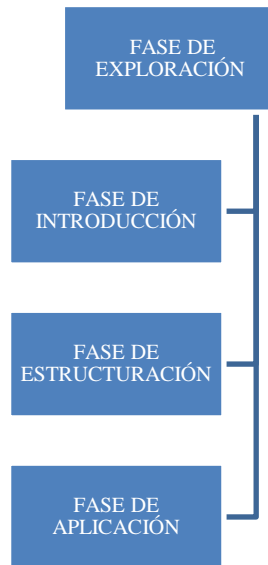 FASE DE
EXPLORACIÓN
FASE DE
INTRODUCCIÓN
FASE DE
ESTRUCTURACIÓN
FASE DE
APLICACIÓN